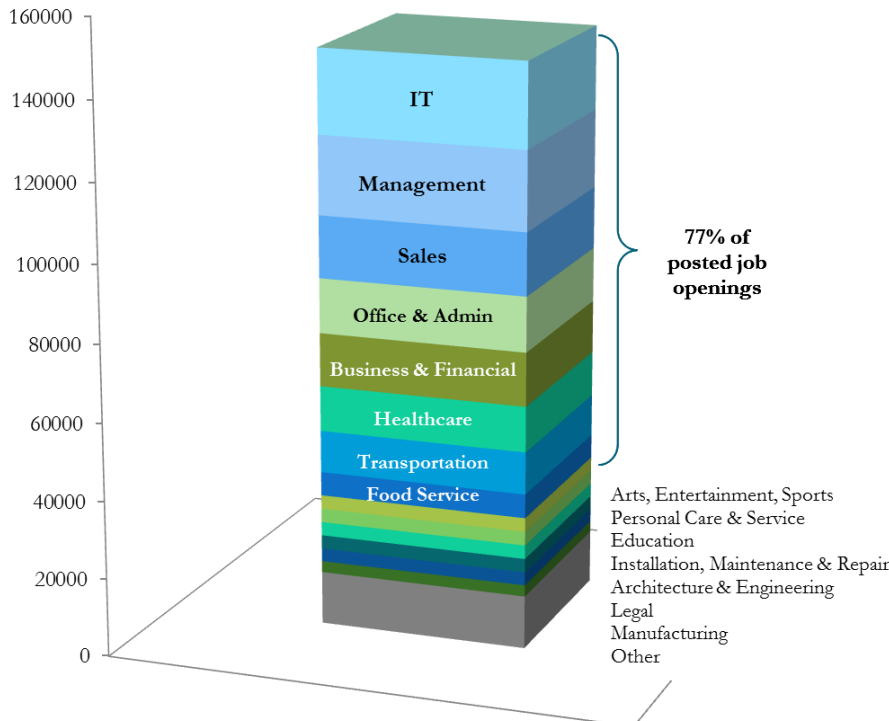 160000
140000
120000
100000
80000
60000
40000
20000
0
IT
Management
Sales
Office & Admin
Business & Financial
Healthcare
Transportation
Food Service
77% of
posted job
openings
Arts, Entertainment, Sports
Personal Care & Service
Education
Installation, Maintenance & Repair
Architecture & Engineering
Legal
Manufacturing
Other